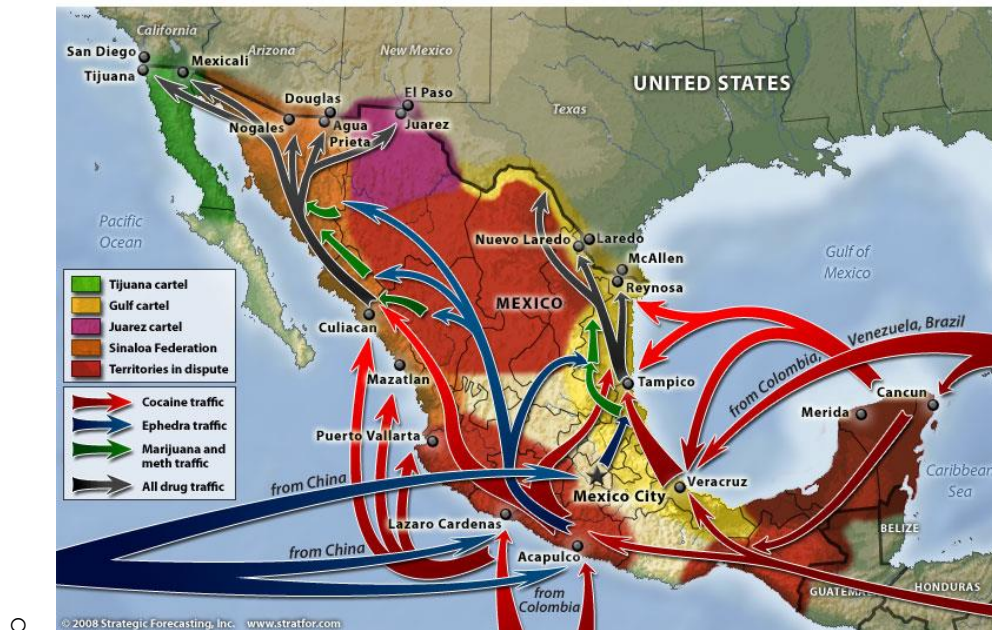 California
San Diego
Mexicali
Arizona
New Mexico
Tijuana
UNITED STATES
Douglas
El Paso
Nogales
Agua
Prieta
Juarez
Texas
Pacific
Ocean
Nuevo Laredo
Laredo
McAllen
Reynosa
Gulf of
Mexico
Tijuana cartel
Gulf cartel
Juarez cartel
Sinaloa Federation
Territories in dispute
MEXICO
Culiacan
Mazatlan
Tampico
from Colombia, Venezuela, Brazil
Cancun
Merida
Cocaine traffic
Ephedra traffic
Marijuana and
meth traffic
All drug traffic
Puerto Vallarta
from China
Mexico City
Veracruz
Caribbean
Sea
Lazaro Cardenas
from China
Acapulco
BELIZE
from
Colombia
HONDURAS
© 2008 Strategic Forecasting, Inc. www.stratfor.com